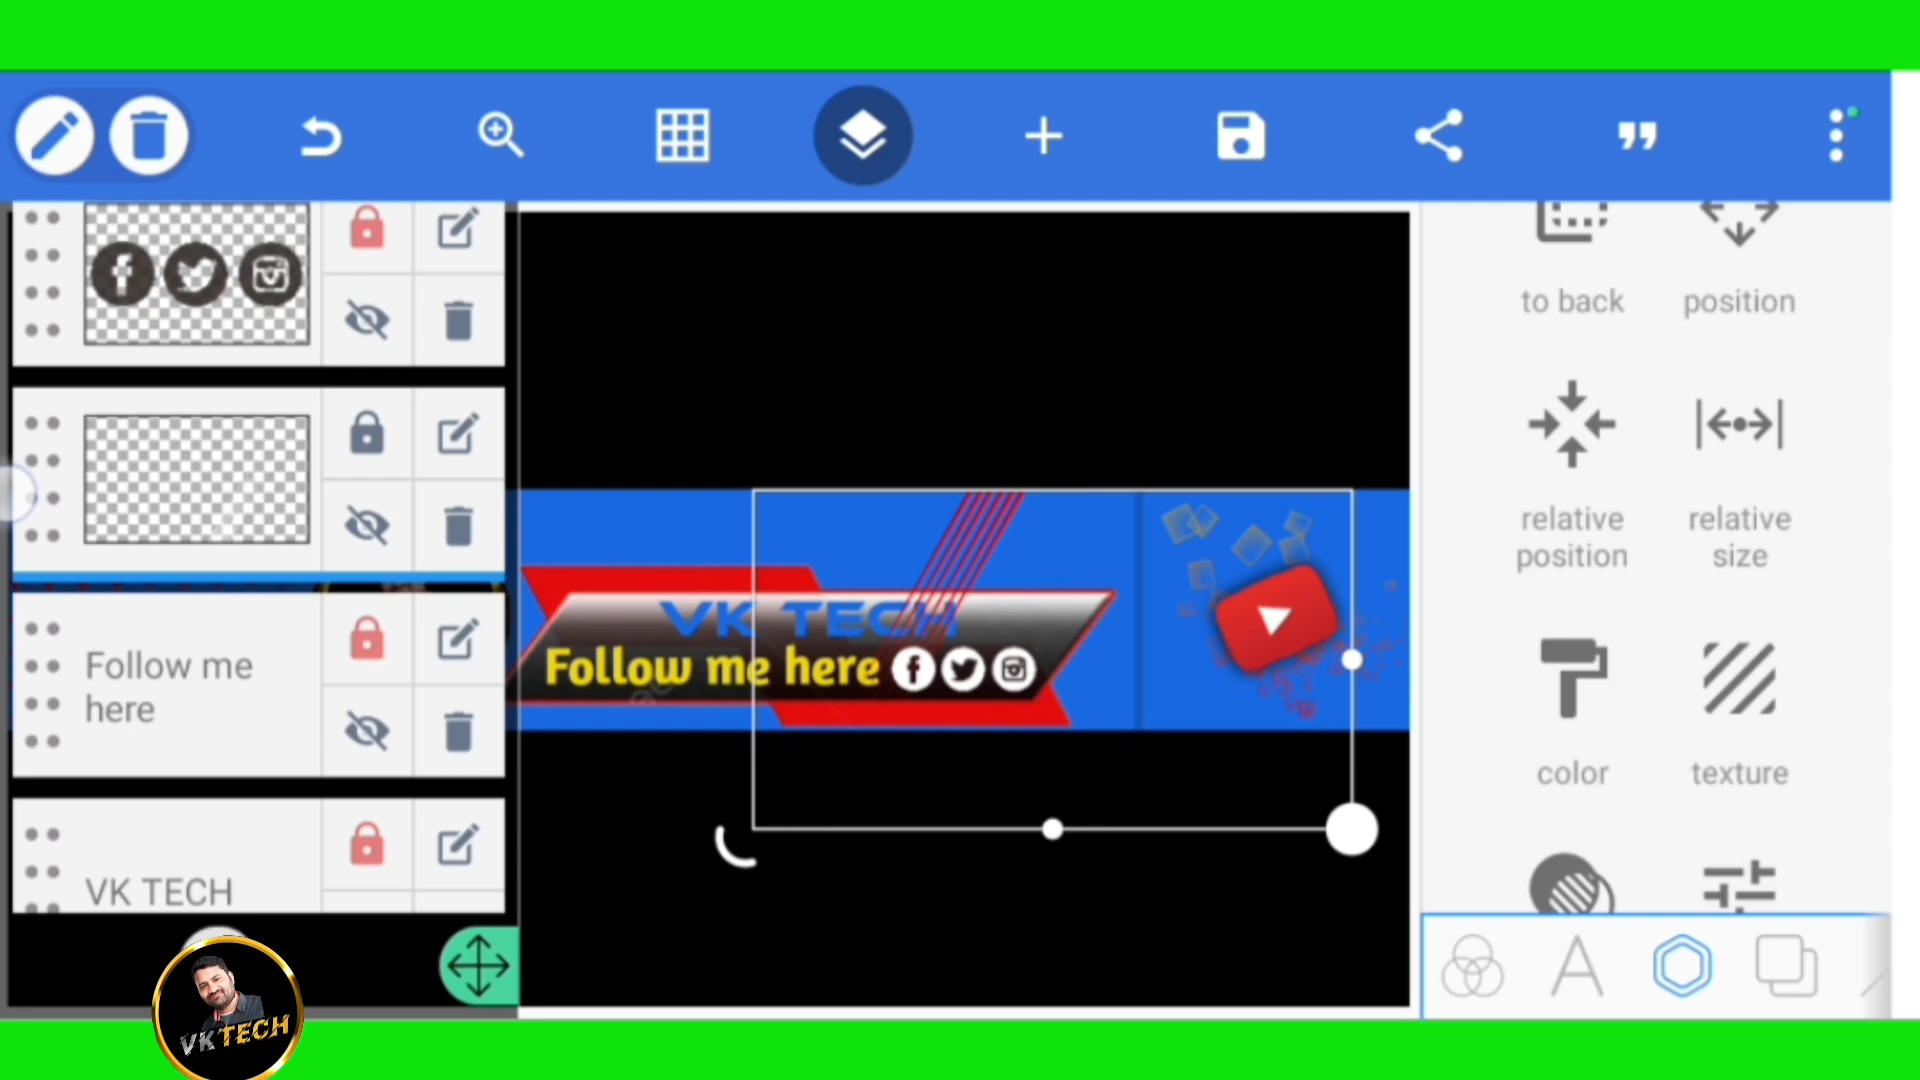 to back
position
relative
position
relative
size
color
texture
Follow me
here
VK TECH
VK TECH
Follow me here
VK TECH